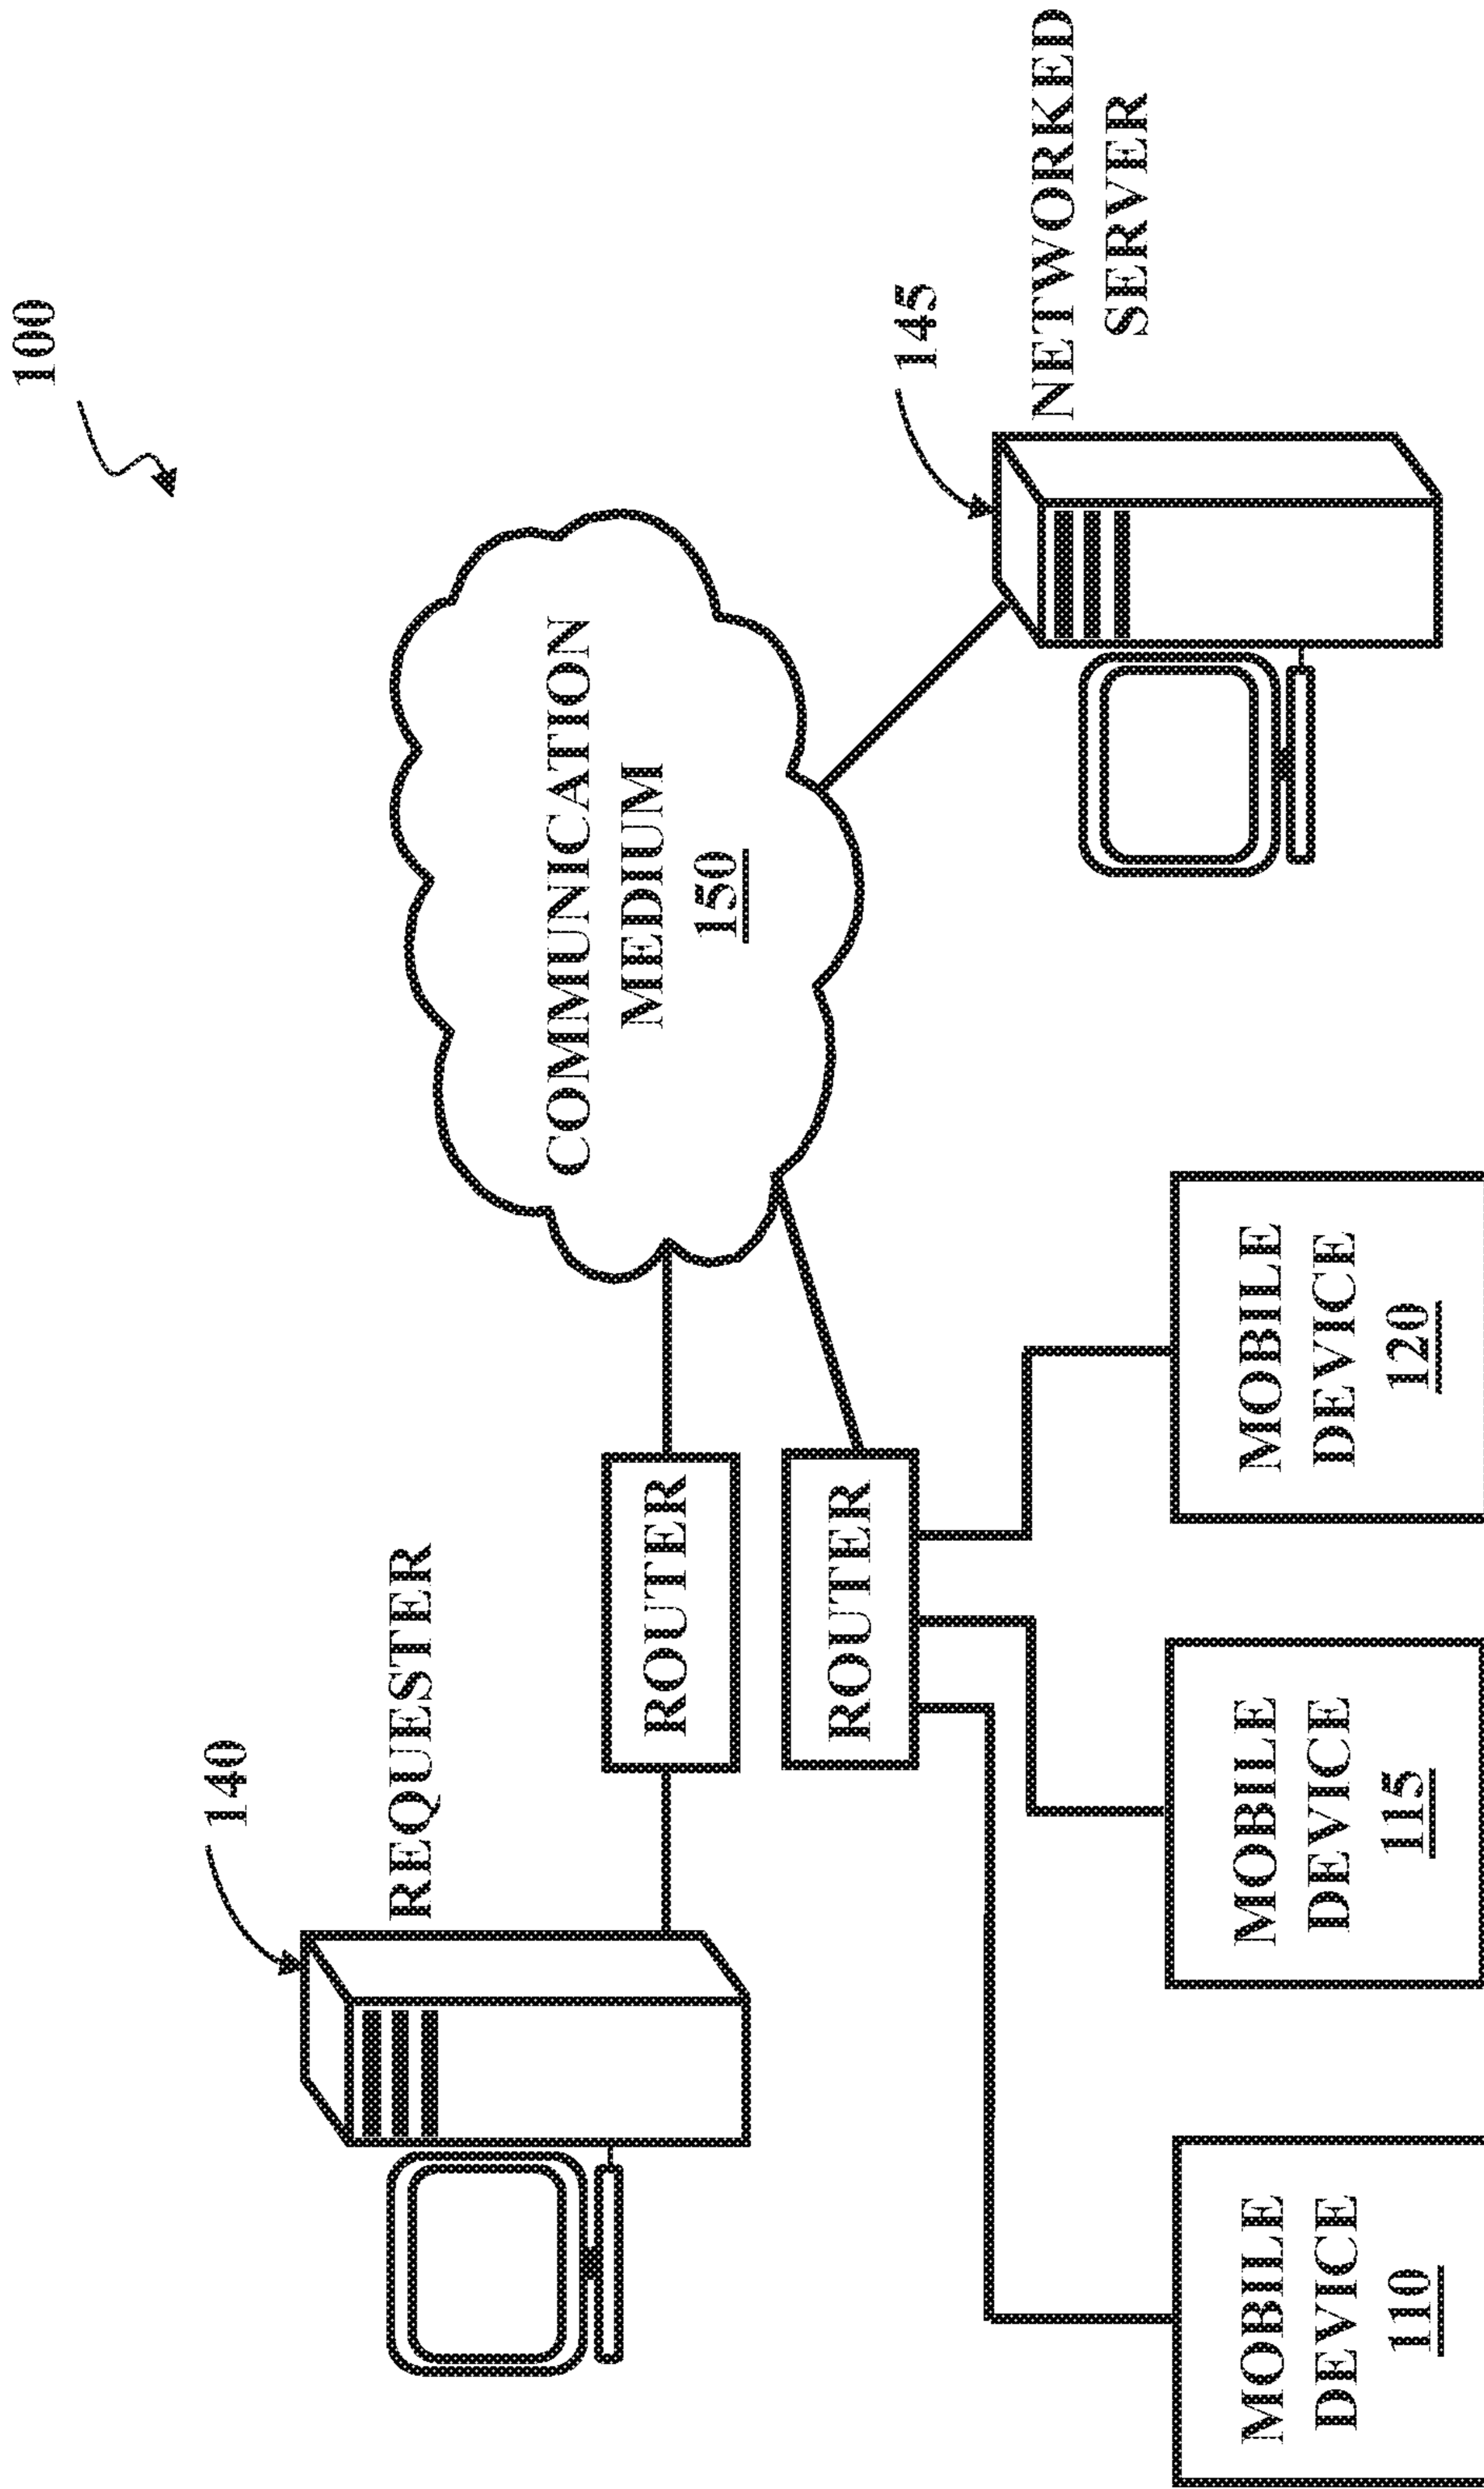 100
140
REQUESTER
COMMUNICATION
MEDIUM
150
ROUTER
ROUTER
145
NETWORKED
SERVER
MOBILE
DEVICE
110
MOBILE
DEVICE
115
MOBILE
DEVICE
120